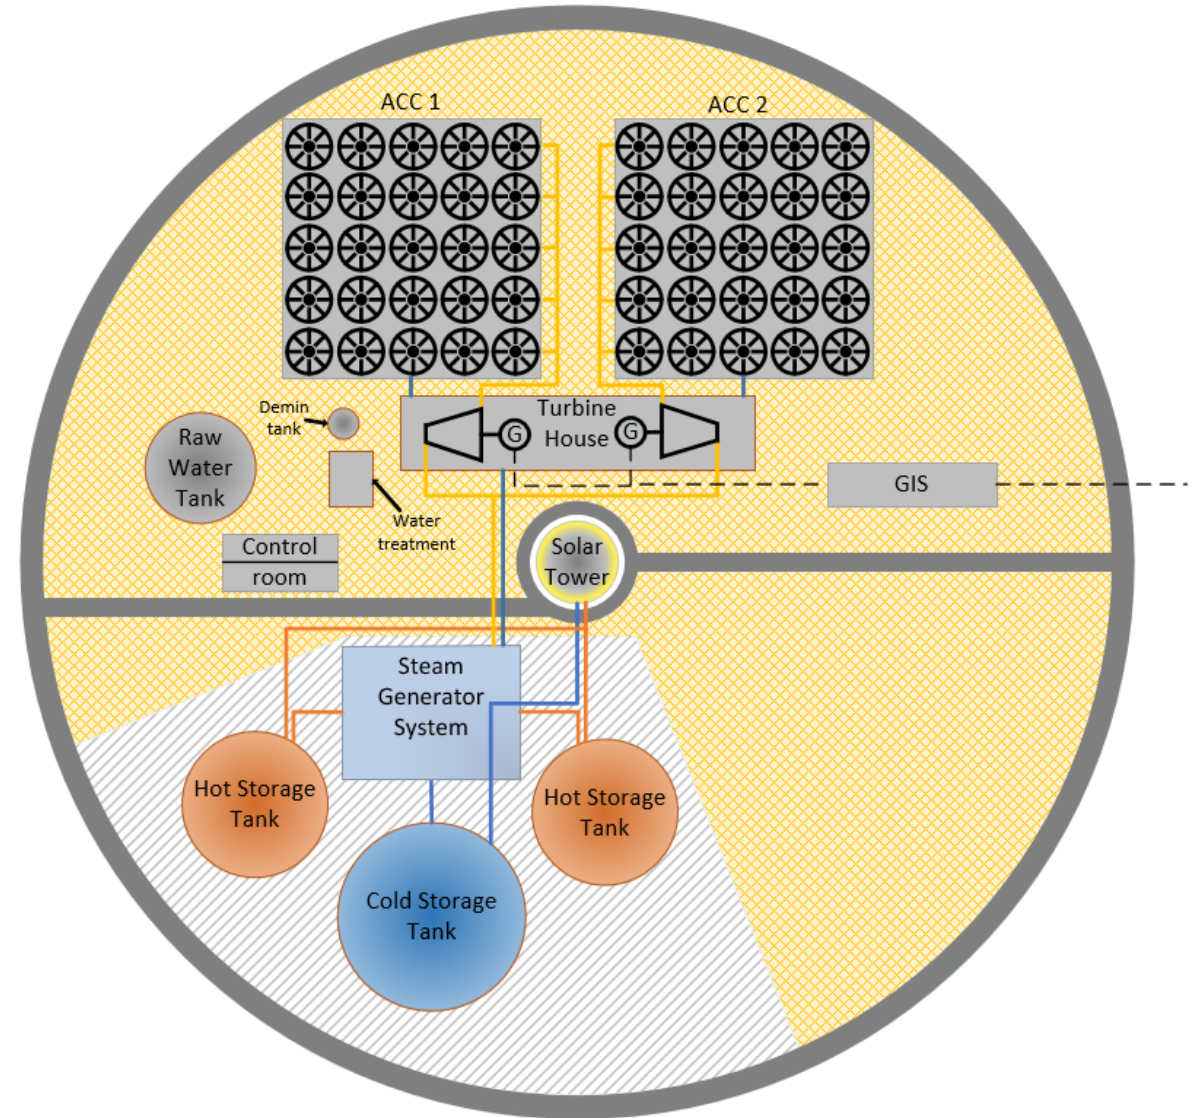 ACC 1
ACC 2
Demin
tank
Raw
Water
Tank
Turbine
House
G
G
GIS
Water
treatment
Control
room
Solar
Tower
Steam
Generator
System
Hot Storage
Tank
Hot Storage
Tank
Cold Storage
Tank